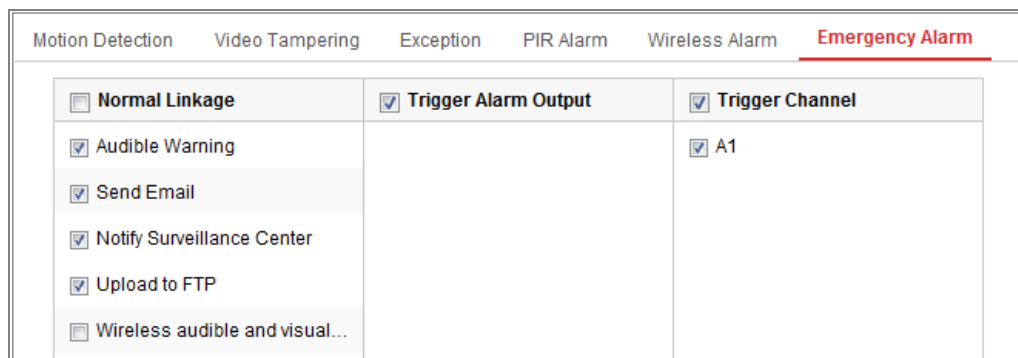 Motion Detection Video Tampering Exception PIR Alarm Wireless Alarm Emergency Alarm
Normal Linkage Trigger Alarm Output Trigger Channel
Audible Warning A1
Send Email
Notify Surveillance Center
Upload to FTP
Wireless audible and visual...